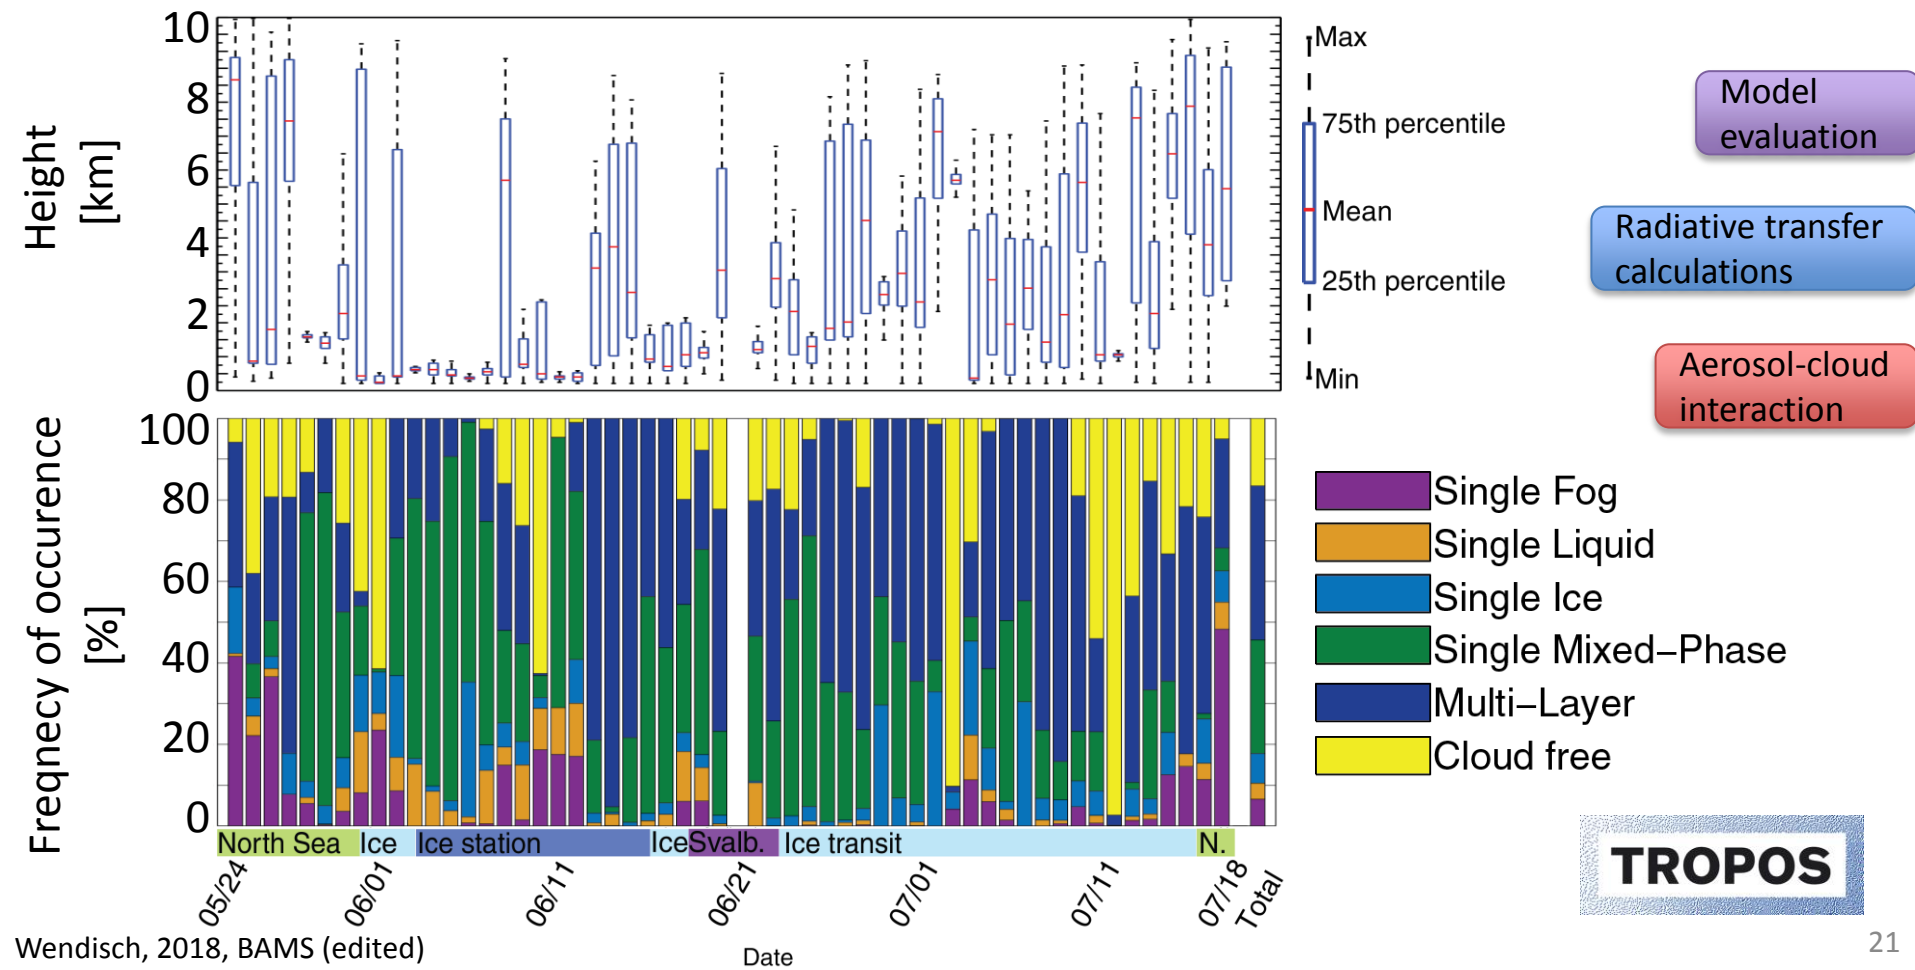 10
8
6
4
2
0
Height
[km]
Max
75th percentile
Mean
25th percentile
Min
Model
evaluation
Radiative transfer
calculations
Aerosol-cloud
interaction
100
80
60
40
20
0
Freqnecy of occurence
[%]
Single Fog
Single Liquid
Single Ice
Single Mixed–Phase
Multi–Layer
Cloud free
North Sea Ice Ice station Ice Svalb. Ice transit N.
05/24 06/01 06/11 06/21 07/01 07/11 07/18 Total
Date
TROPOS
Wendisch, 2018, BAMS (edited)
21